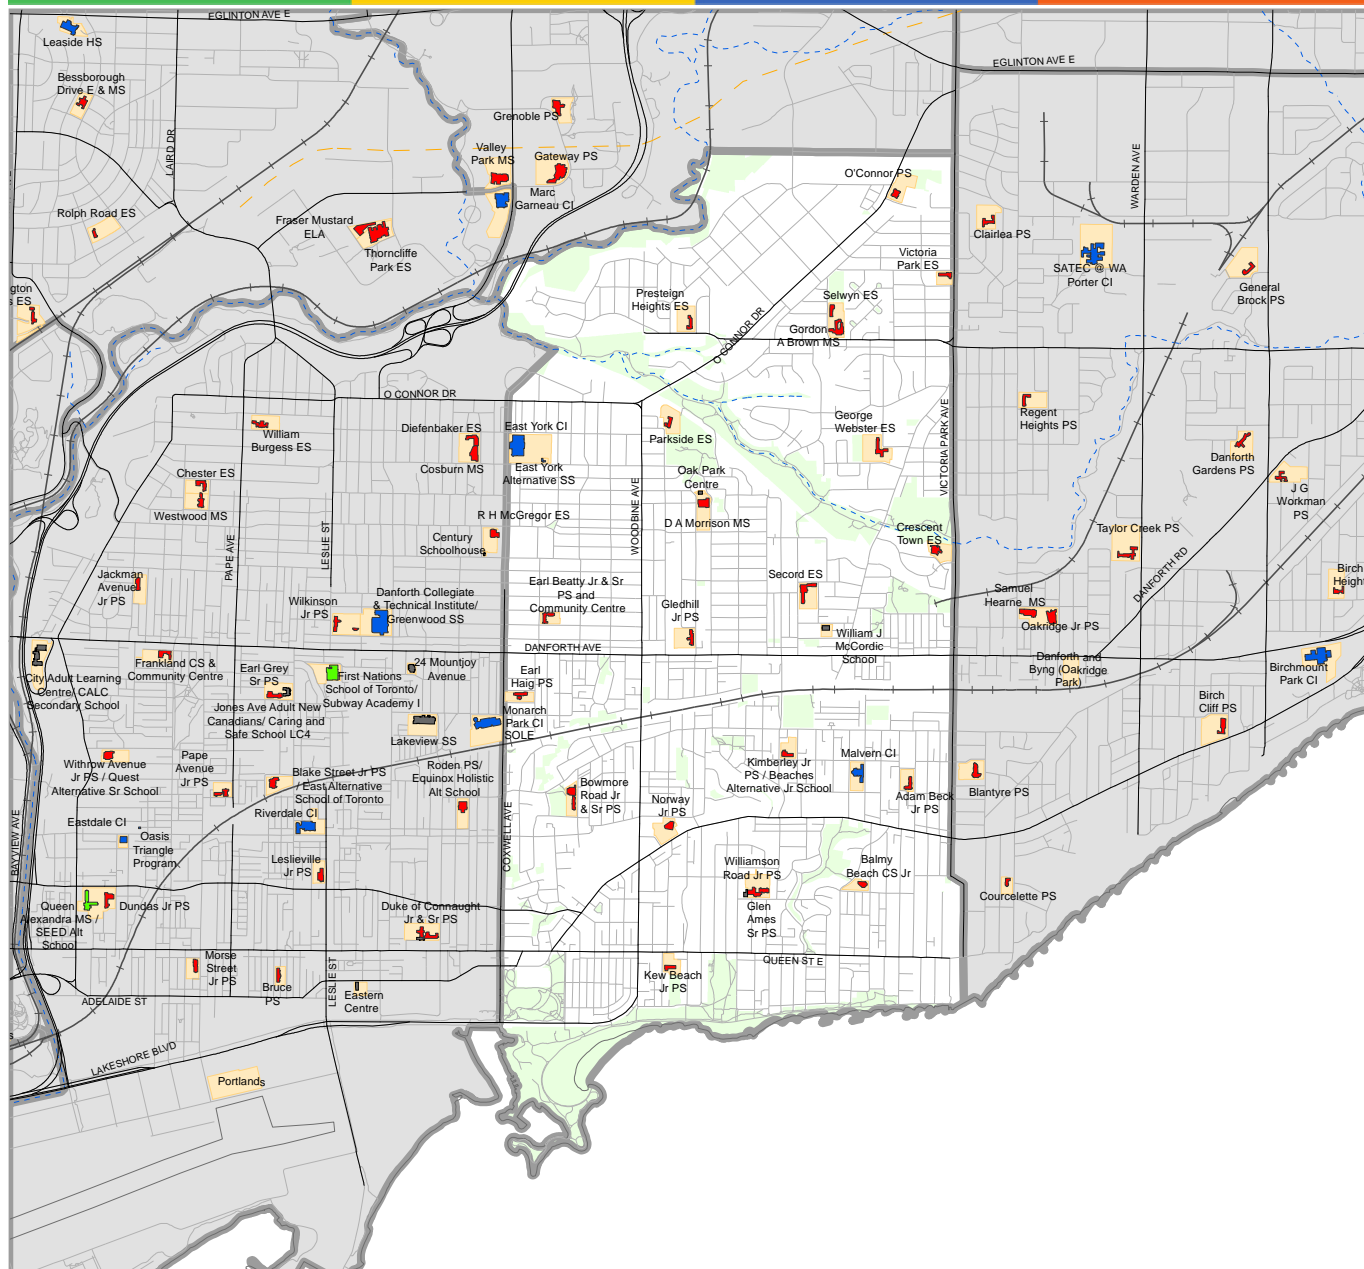 EGLINTON AVE E
Leaside HS
Bessborough
Drive E & MS
LAIRD DR
Rolph Road ES
Grenoble PS
Valley
Park MS
Gateway PS
Marc
Garneau CI
Fraser Mustard
ELA
Thorncliffe
Park ES
EGLINTON AVE E
WARDEN AVE
O'Connor PS
Clairlea PS
SATEC @ WA
Porter CI
General
Brock PS
Victoria
Park ES
Selwyn ES
Gordon
A Brown MS
Presteign
Heights ES
O CONNOR DR
gton
s ES
O CONNOR DR
William
Burgess ES
Diefenbaker ES
Cosburn MS
East York CI
East York
Alternative SS
Parkside ES
George
Webster ES
VICTORIA PARK AVE
Regent
Heights PS
Danforth
Gardens PS
J G
Workman
PS
Chester ES
Westwood MS
Oak Park
Centre
D A Morrison MS
WOODBINE AVE
R H McGregor ES
Century
Schoolhouse
PAPE AVE
LESLIE ST
Crescent
Town ES
Taylor Creek PS
DANFORTH RD
Birch
Heigh
Jackman
Avenue
Jr PS
Wilkinson
Jr PS
Danforth Collegiate
& Technical Institute/
Greenwood SS
Earl Beatty Jr & Sr
PS and
Community Centre
Gledhill
Jr PS
Secord ES
William J
McCordic
School
Samuel
Hearne MS
Oakridge Jr PS
DANFORTH AVE
Danforth and
Byng (Oakridge
Park)
Birchmount
Park CI
Birch
Cliff PS
City Adult Learning
Centre/ CALC
Secondary School
Frankland CS &
Community Centre
Earl Grey
Sr PS
First Nations
School of Toronto/
Subway Academy I
24 Mountjoy
Avenue
Earl
Haig PS
Monarch
Park CI
SOLE
Jones Ave Adult New
Canadians/ Caring and
Safe School LC4
Lakeview SS
Withrow Avenue
Jr PS / Quest
Alternative Sr School
Pape
Avenue
Jr PS
Blake Street Jr PS
/ East Alternative
School of Toronto
Roden PS/
Equinox Holistic
Alt School
Bowmore
Road Jr
& Sr PS
Norway
Jr PS
Kimberley Jr
PS / Beaches
Alternative Jr School
Malvern CI
Adam Beck
Jr PS
Blantyre PS
BAYVIEW AVE
COXWELL AVE
Eastdale CI
Oasis
Triangle
Program
Riverdale CI
Leslieville
Jr PS
Williamson
Road Jr PS
Glen
Ames
Sr PS
Balmy
Beach CS Jr
Courcelette PS
Queen
Alexandra MS /
SEED Alt
School
Dundas Jr PS
Duke of Connaught
Jr & Sr PS
QUEEN ST E
Morse
Street
Jr PS
Bruce
PS
LESLIE ST
Eastern
Centre
Kew Beach
Jr PS
ADELAIDE ST
s
LAKESHORE BLVD
Portlands